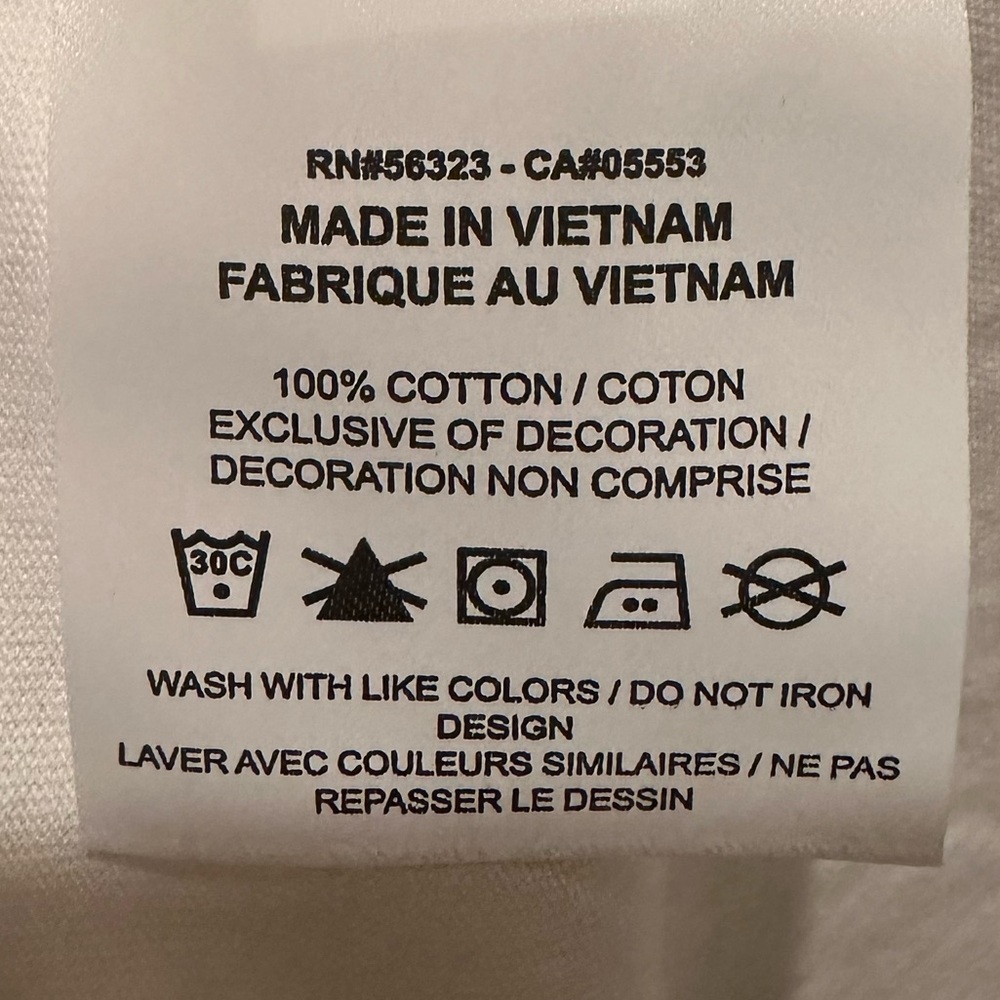 RN#56323 - CA#05553
MADE IN VIETNAM
FABRIQUE AU VIETNAM
100% COTTON / COTON
EXCLUSIVE OF DECORATION /
DECORATION NON COMPRISE
30C
WASH WITH LIKE COLORS / DO NOT IRON
DESIGN
LAVER AVEC COULEURS SIMILAIRES / NE PAS
REPASSER LE DESSIN